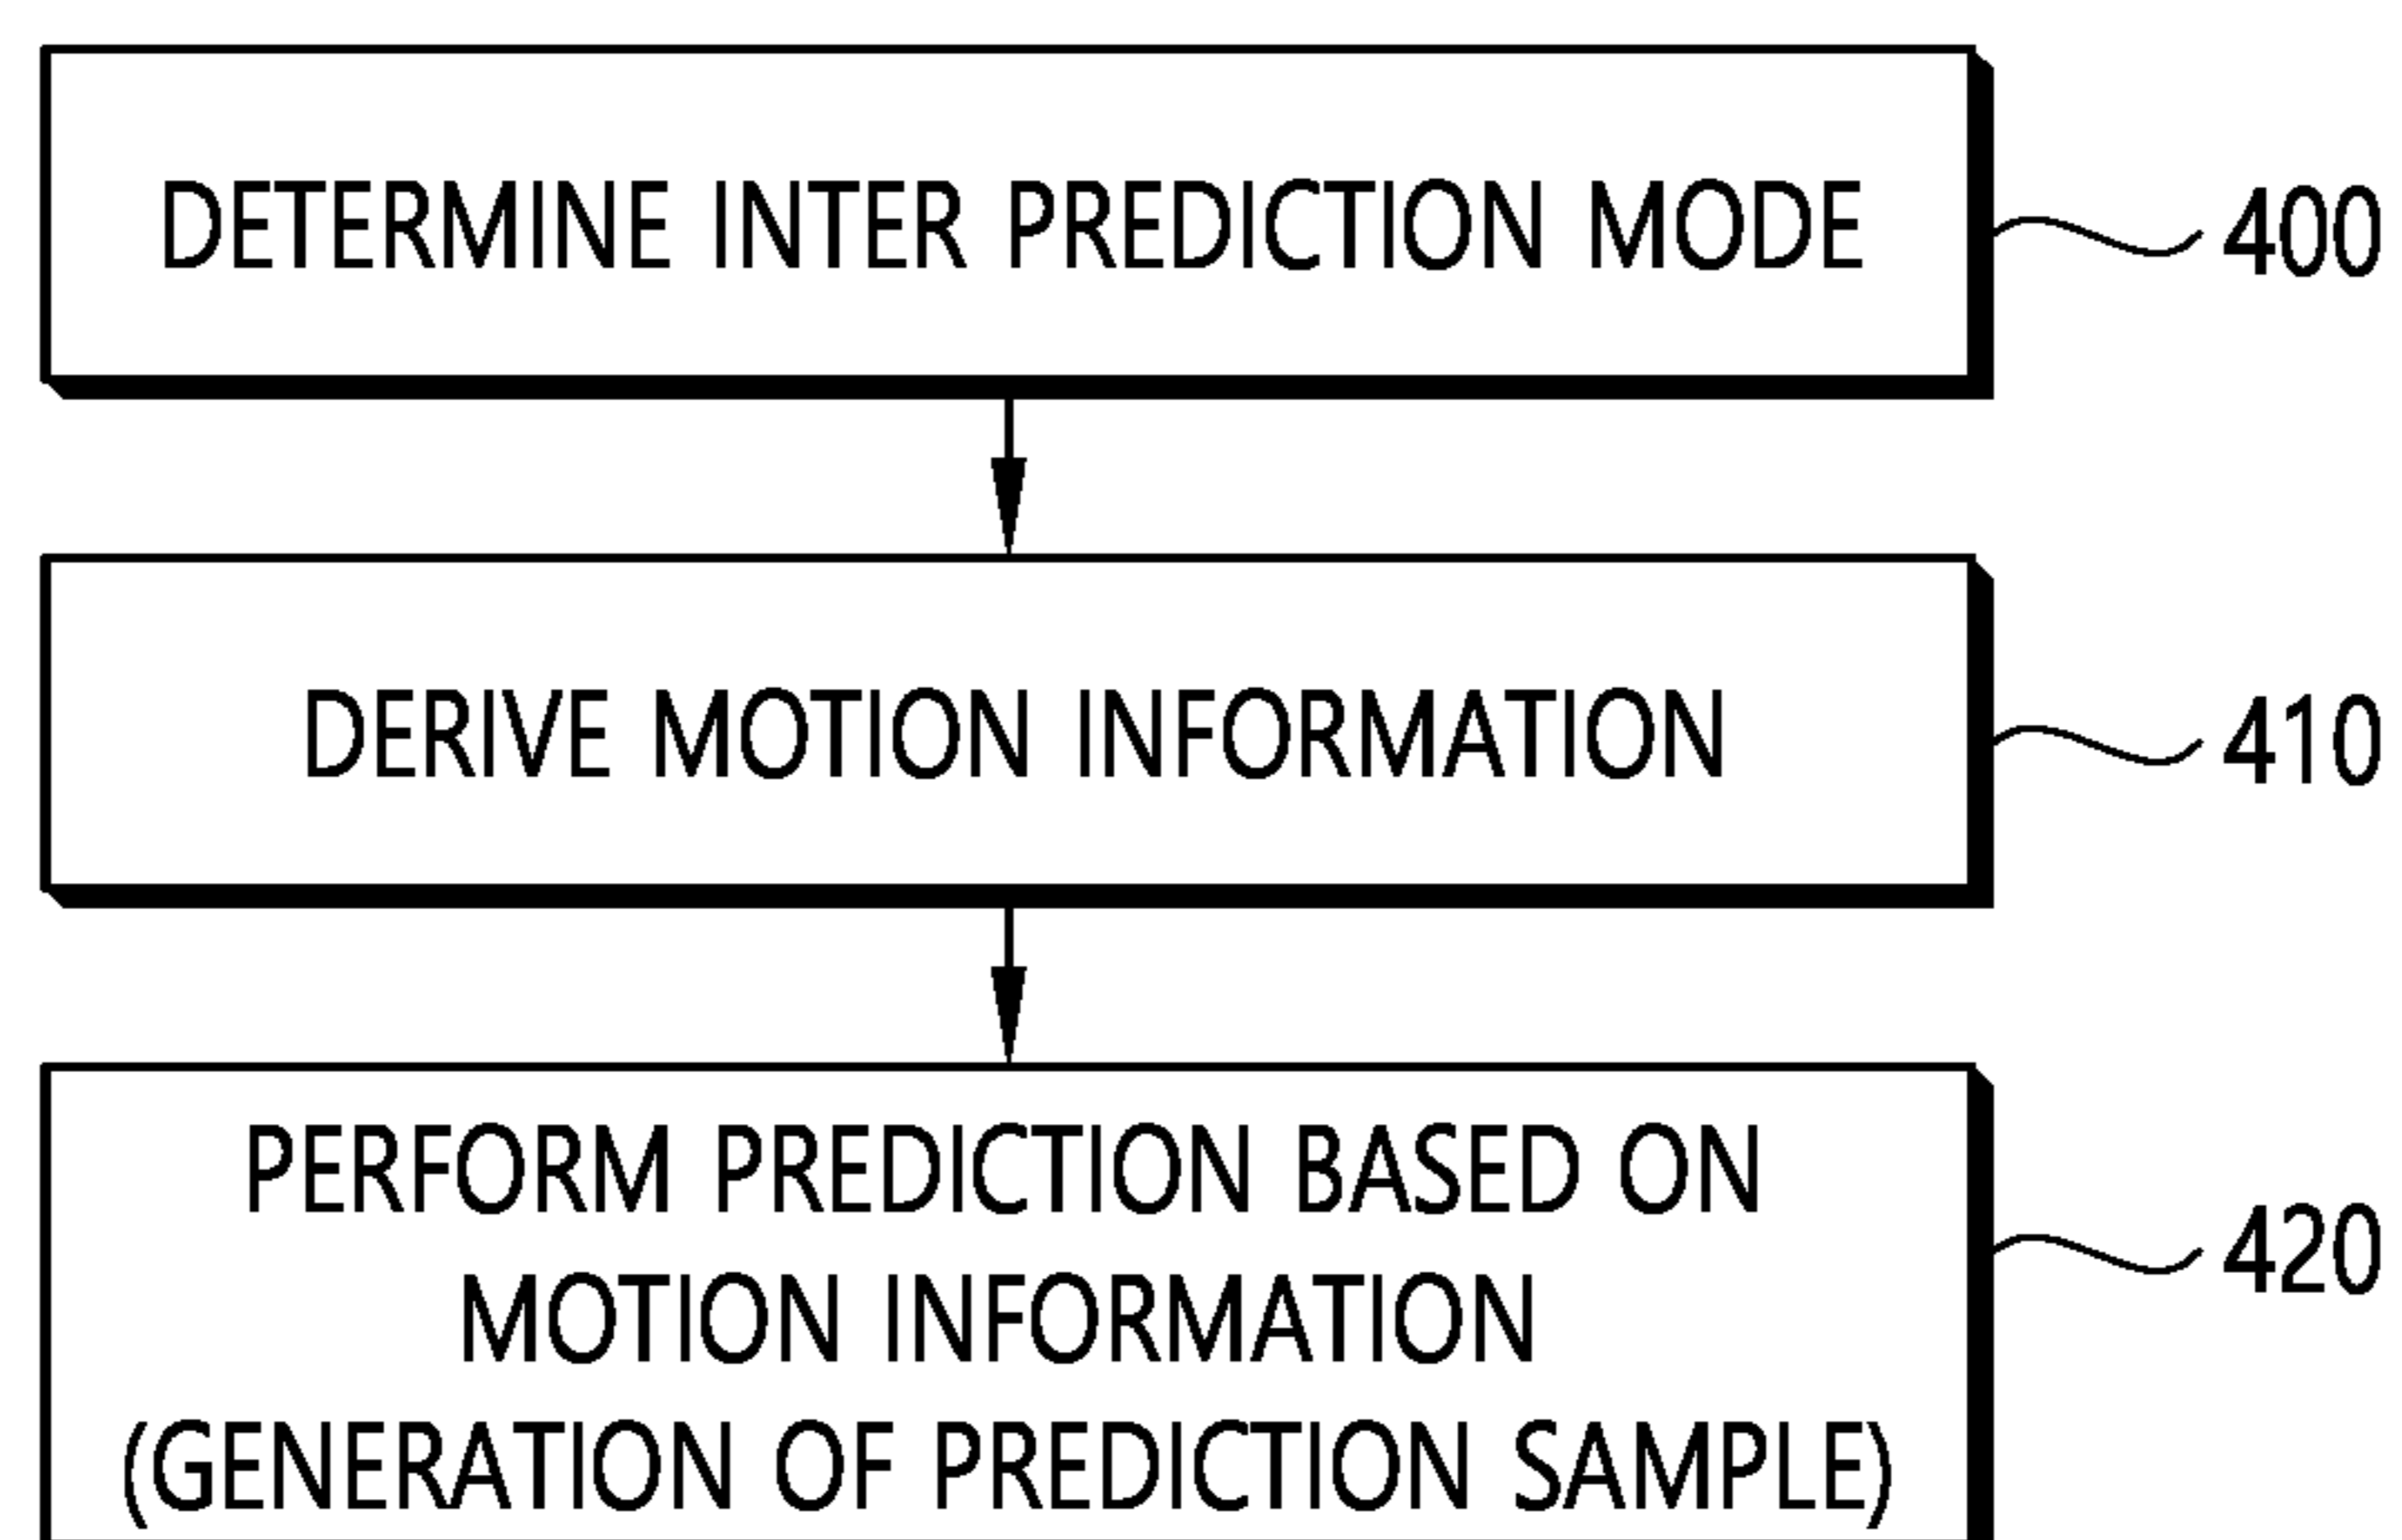 DETERMINE INTER PREDICTION MODE
400
DERIVE MOTION INFORMATION
410
PERFORM PREDICTION BASED ON
MOTION INFORMATION
(GENERATION OF PREDICTION SAMPLE)
420